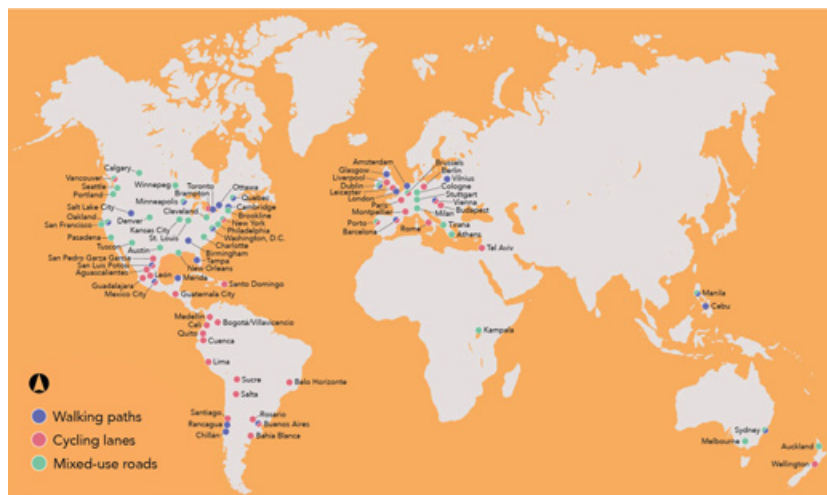 Calgary
Vancouver
Seattle
Portland
Winnepeg
Minneapolis
Brampton
Toronto
Ottawa
Quebec
Salt Lake City
Oakland
San Francisco
Denver
Cleveland
Cambridge
Brookline
New York
Philadelphia
Washington, D.C.
Kansas City
St. Louis
Pasadena
Tucson
Austin
Charlotte
Birmingham
Tampa
New Orleans
San Pedro Garza Garcia
San Luis Potosi
Aguascalientes
León
Merida
Guadalajara
Mexico City
Santo Domingo
Guatemala City
Medellin
Cali
Bogotá/Villavicencio
Quito
Cuenca
Lima
Sucre
Salta
Belo Horizonte
Santiago
Rancagua
Chillán
Rosario
Buenos Aires
Bahia Blanca
Amsterdam
Glasgow
Liverpool
Dublin
Leicester
London
Paris
Montpellier
Porto
Barcelona
Rome
Brussels
Berlin
Vilnius
Cologne
Stuttgart
Vienna
Budapest
Milan
Tirana
Athens
Tel Aviv
Kampala
Manila
Cebu
Sydney
Melbourne
Auckland
Wellington
Walking paths
Cycling lanes
Mixed-use roads